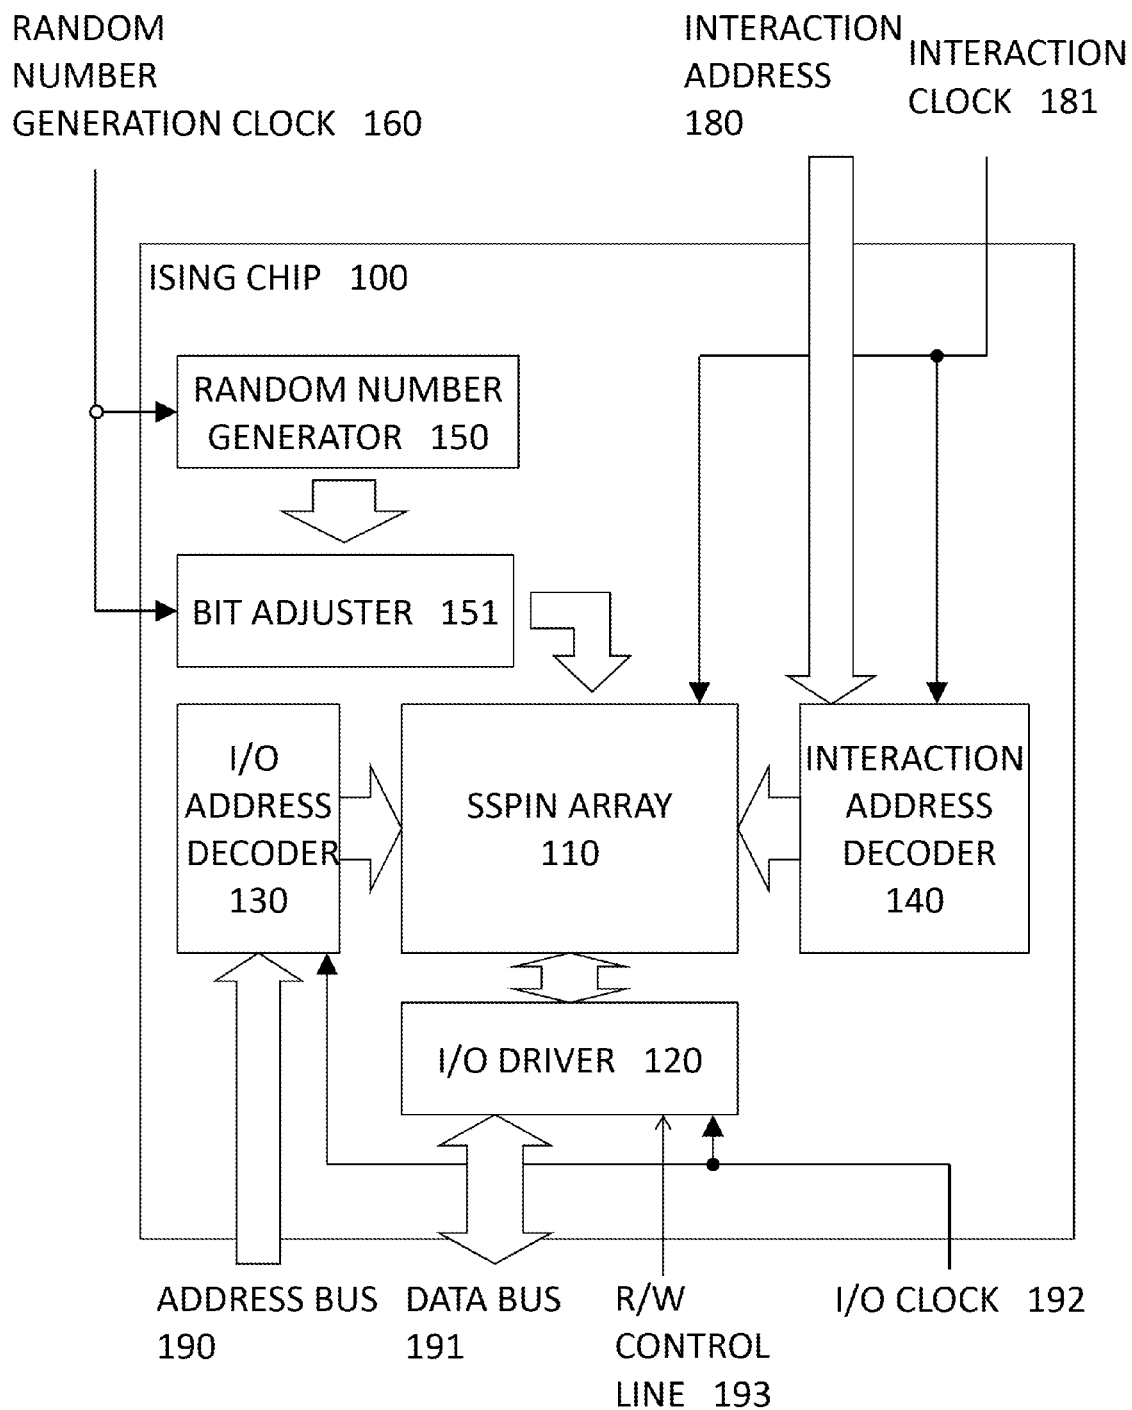 RANDOM
NUMBER
GENERATION CLOCK 160
INTERACTION
ADDRESS
180
INTERACTION
CLOCK 181
ISING CHIP 100
RANDOM NUMBER
GENERATOR 150
BIT ADJUSTER 151
I/O
ADDRESS
DECODER
130
SSPIN ARRAY
110
INTERACTION
ADDRESS
DECODER
140
I/O DRIVER 120
ADDRESS BUS
190
DATA BUS
191
R/W
CONTROL
LINE 193
I/O CLOCK 192